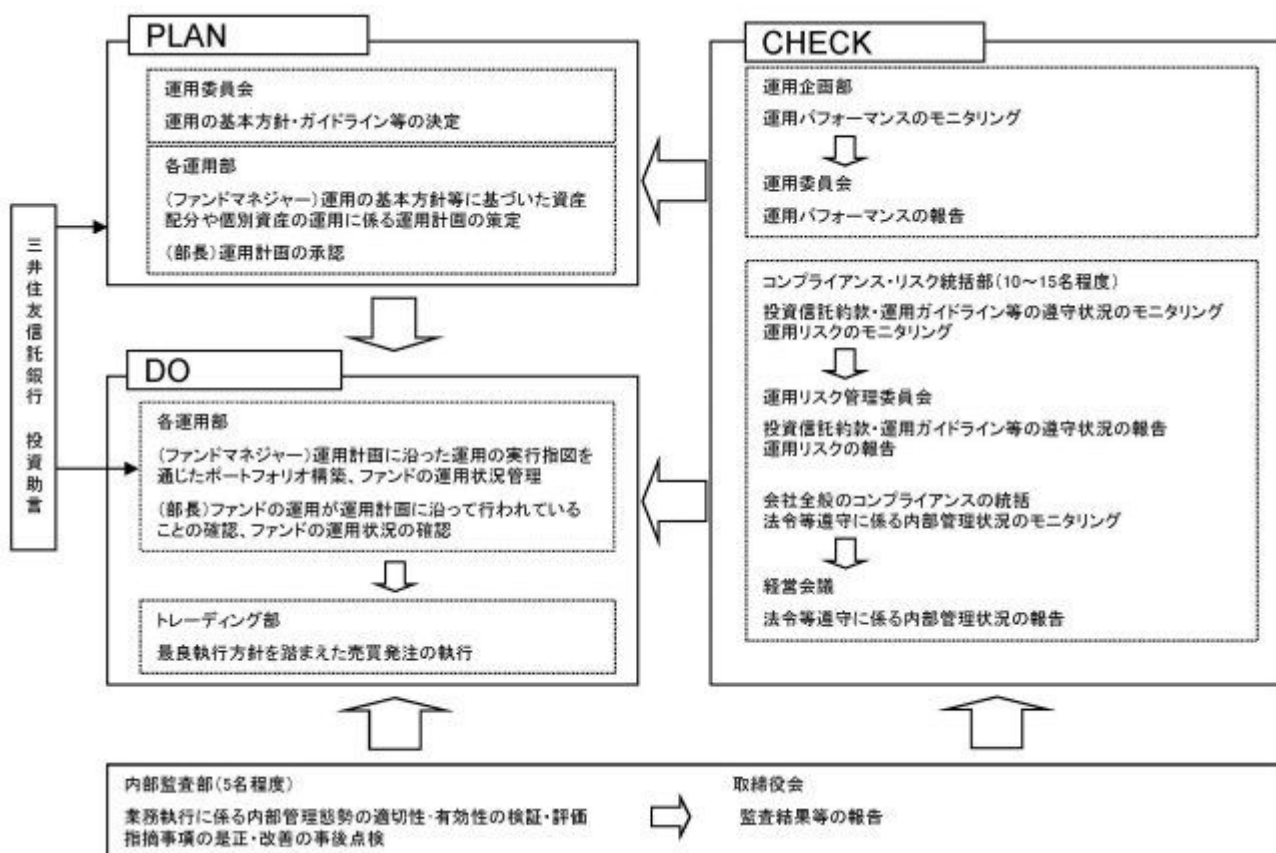 PLAN
運用委員会
運用の基本方針・ガイドライン等の決定
各運用部
(ファンドマネジャー)運用の基本方針等に基づいた資産
配分や個別資産の運用に係る運用計画の策定
(部長)運用計画の承認
三井住友信託銀行 投資助言
DO
各運用部
(ファンドマネジャー)運用計画に沿った運用の実行指図を
通じたポートフォリオ構築、ファンドの運用状況管理
(部長)ファンドの運用が運用計画に沿って行われている
ことの確認、ファンドの運用状況の確認
トレーディング部
最良執行方針を踏まえた売買発注の執行
CHECK
運用企画部
運用パフォーマンスのモニタリング
運用委員会
運用パフォーマンスの報告
コンプライアンス・リスク統括部(10~15名程度)
投資信託約款・運用ガイドライン等の遵守状況のモニタリング
運用リスクのモニタリング
運用リスク管理委員会
投資信託約款・運用ガイドライン等の遵守状況の報告
運用リスクの報告
会社全般のコンプライアンスの統括
法令等遵守に係る内部管理状況のモニタリング
経営会議
法令等遵守に係る内部管理状況の報告
内部監査部(5名程度)
業務執行に係る内部管理態勢の適切性・有効性の検証・評価
指摘事項の是正・改善の事後点検
取締役会
監査結果等の報告